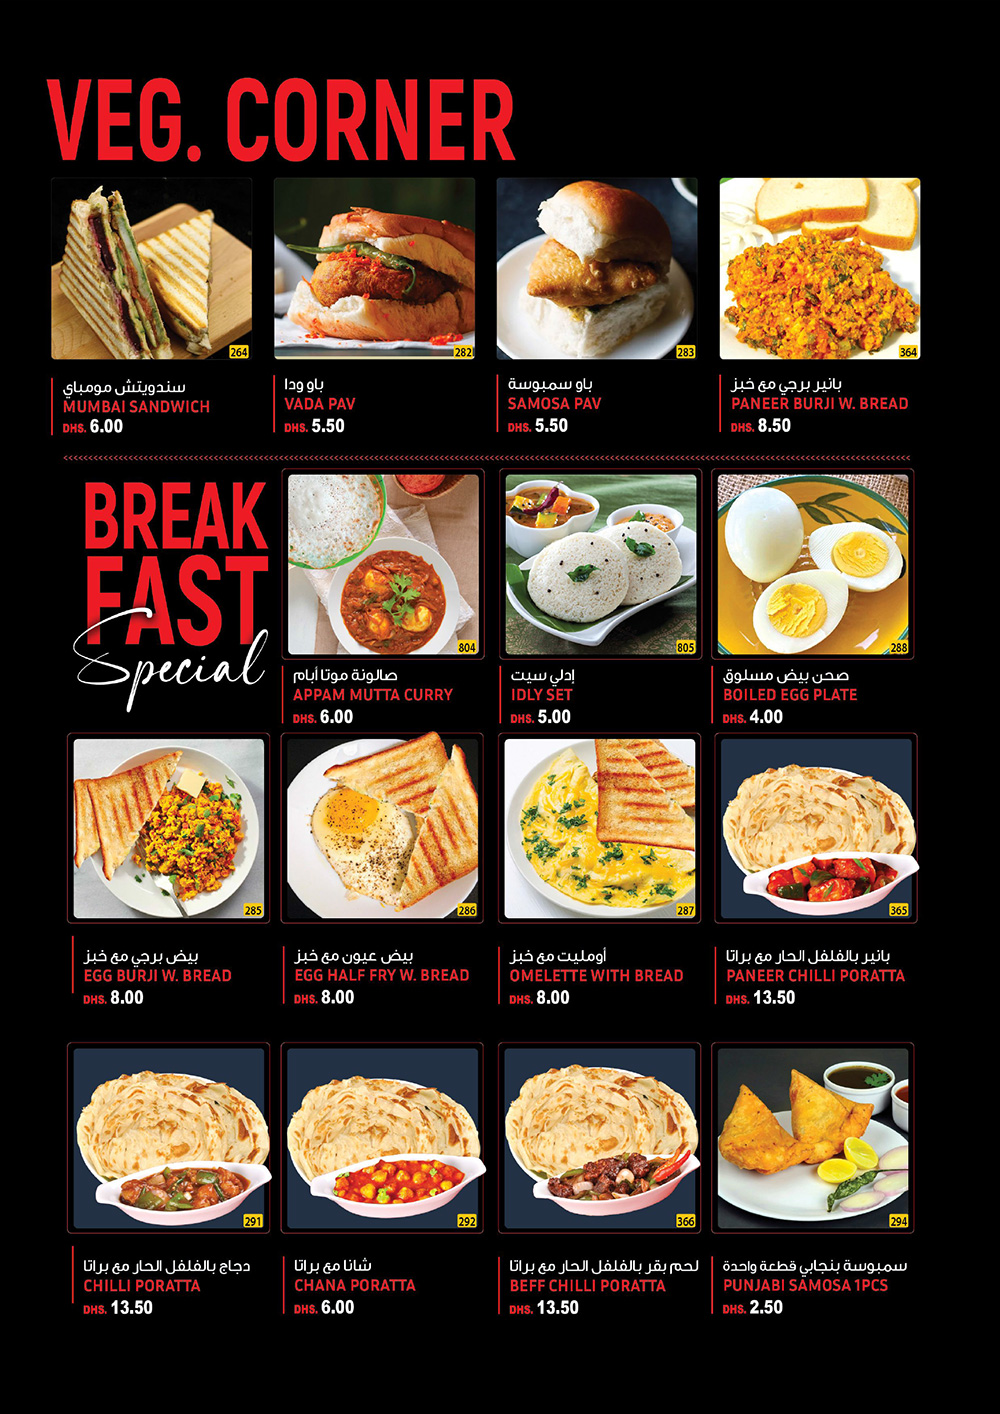 VEG. CORNER
264
سندويتش مومباي
MUMBAI SANDWICH
DHS. 6.00
282
باو ودا
VADA PAV
DHS. 5.50
283
باو سمبوسة
SAMOSA PAV
DHS. 5.50
364
بانير برجي مع خبز
PANEER BURJI W. BREAD
DHS. 8.50
BREAK
FAST
Special
804
صالونة موتا أبام
APPAM MUTTA CURRY
DHS. 6.00
805
إدلي سيت
IDLY SET
DHS. 5.00
288
صحن بيض مسلوق
BOILED EGG PLATE
DHS. 4.00
285
بيض برجي مع خبز
EGG BURJI W. BREAD
DHS. 8.00
286
بيض عيون مع خبز
EGG HALF FRY W. BREAD
DHS. 8.00
287
أومليت مع خبز
OMELETTE WITH BREAD
DHS. 8.00
365
بانير بالفلفل الحار مع براتا
PANEER CHILLI PORATTA
DHS. 13.50
291
دجاج بالفلفل الحار مع براتا
CHILLI PORATTA
DHS. 13.50
292
شانا مع براتا
CHANA PORATTA
DHS. 6.00
366
لحم بقر بالفلفل الحار مع براتا
BEFF CHILLI PORATTA
DHS. 13.50
294
سمبوسة بنجابي قطعة واحدة
PUNJABI SAMOSA 1PCS
DHS. 2.50